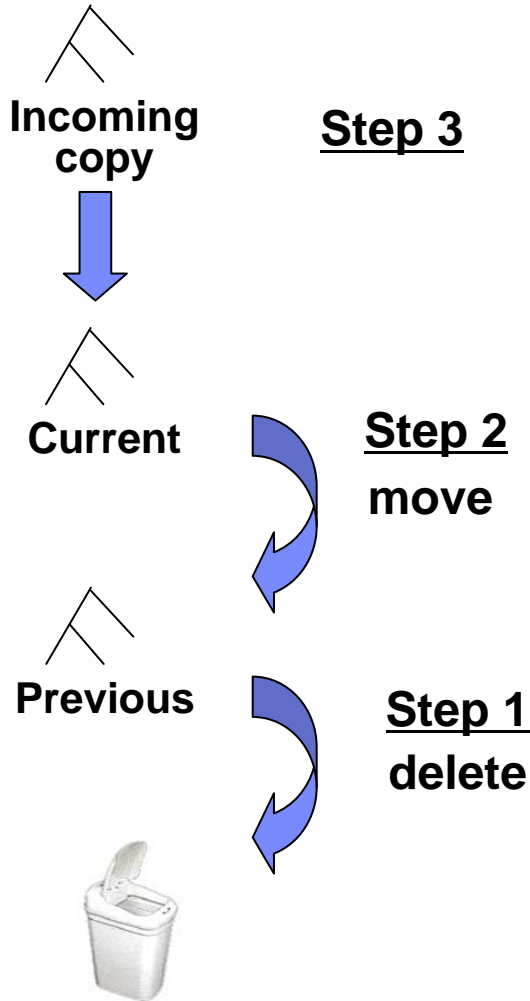 Incoming
copy
Step 3
Current
Step 2
move
Previous
Step 1
delete